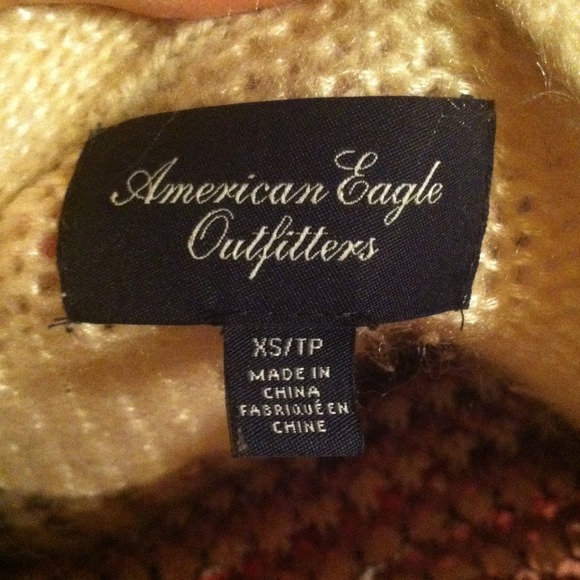 American Eagle
Outfitters
XS/TP
MADE IN
CHINA
FABRIQUÉ EN
CHINE